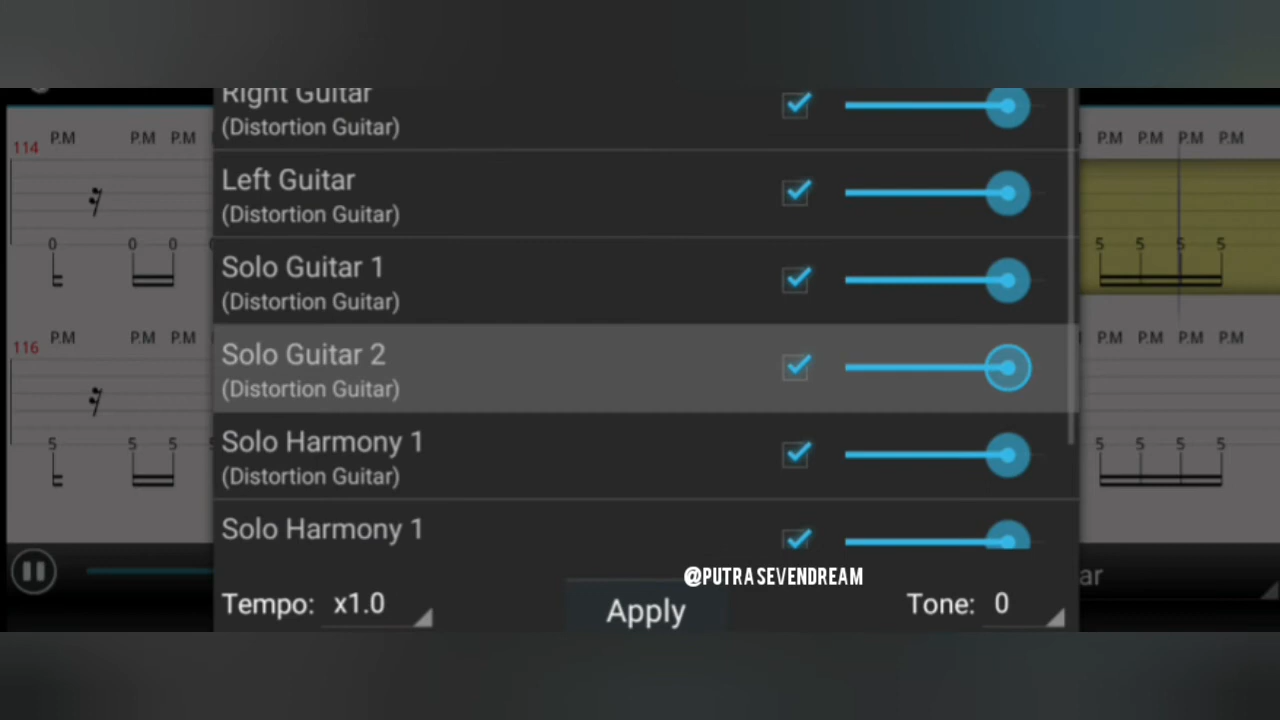 Right Guitar
(Distortion Guitar)
Left Guitar
(Distortion Guitar)
Solo Guitar 1
(Distortion Guitar)
Solo Guitar 2
(Distortion Guitar)
Solo Harmony 1
(Distortion Guitar)
Solo Harmony 1
@PUTRASEVENDREAM
Tempo: x1.0
Apply
Tone: 0
114
P.M P.M P.M
0 0 0
116
P.M P.M P.M
5 5 5
P.M P.M P.M P.M
5 5 5 5
P.M P.M P.M P.M
5 5 5 5
ar